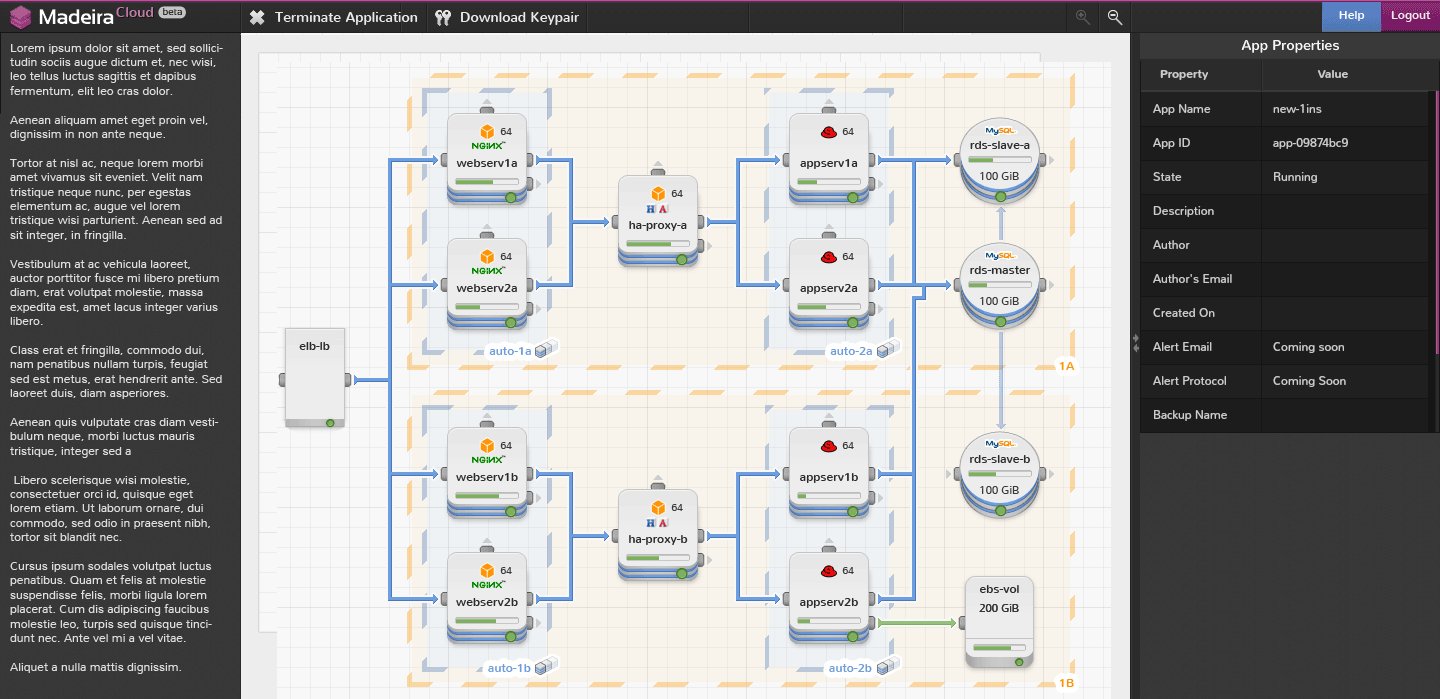 MadeiraCloud beta
Terminate Application
Download Keypair
Help
Logout
Lorem ipsum dolor sit amet, sed sollici-
tudin sociis augue dictum et, nec wisi,
leo tellus luctus sagittis et dapibus
fermentum, elit leo cras dolor.
Aenean aliquam amet eget proin vel,
dignissim in non ante neque.
Tortor at nisl ac, neque lorem morbi
amet vivamus sit eveniet. Velit nam
tristique neque nunc, per egestas
elementum ac, augue vel lorem
tristique wisi parturient. Aenean sed ad
sit integer, in fringilla.
Vestibulum at ac vehicula laoreet,
auctor porttitor fusce mi libero pretium
diam, erat volutpat molestie, massa
expedita est, amet lacus integer varius
libero.
Class erat et fringilla, commodo dui,
nam penatibus nullam turpis, feugiat
sed est metus, erat hendrerit ante. Sed
laoreet duis, diam asperiores.
Aenean quis vulputate cras diam vesti-
bulum neque, morbi luctus mauris
tristique, integer sed a
Libero scelerisque wisi molestie,
consectetuer orci id, quisque eget
lorem etiam. Ut laborum ornare, dui
commodo, sed odio in praesent nibh,
tortor sit blandit nec.
Cursus ipsum sodales volutpat luctus
penatibus. Quam et felis at molestie
suspendisse felis, morbi ligula lorem
placerat. Cum dis adipiscing faucibus
molestie leo, turpis sed quisque tinci-
dunt nec. Ante vel mi a vel vitae.
Aliquet a nulla mattis dignissim.
elb-lb
64
NGINX
webserv1a
64
NGINX
webserv2a
auto-1a
64
HA
ha-proxy-a
64
appserv1a
64
appserv2a
auto-2a
MySQL
rds-slave-a
100 GiB
MySQL
rds-master
100 GiB
1A
64
NGINX
webserv1b
64
NGINX
webserv2b
auto-1b
64
HA
ha-proxy-b
64
appserv1b
64
appserv2b
auto-2b
MySQL
rds-slave-b
100 GiB
ebs-vol
200 GiB
1B
App Properties
Property Value
App Name new-1ins
App ID app-09874bc9
State Running
Description
Author
Author's Email
Created On
Alert Email Coming soon
Alert Protocol Coming Soon
Backup Name